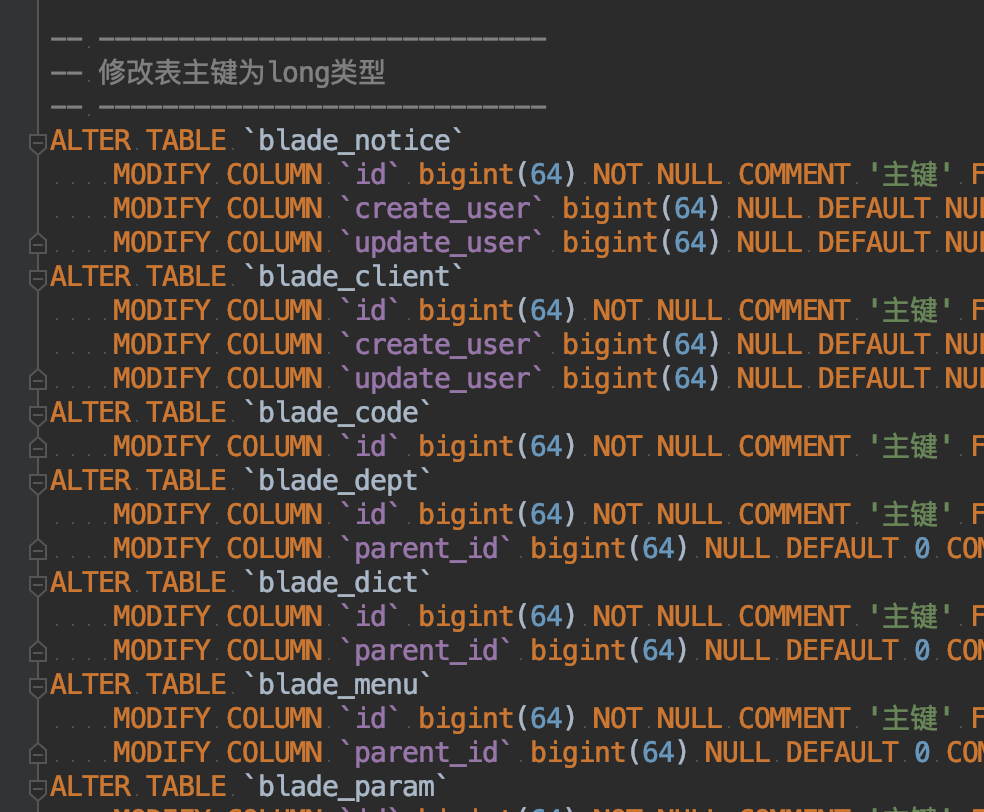 -- ----------------------------
-- 修改表主键为long类型
-- ----------------------------
ALTER TABLE `blade_notice`
MODIFY COLUMN `id` bigint(64) NOT NULL COMMENT '主键' F
MODIFY COLUMN `create_user` bigint(64) NULL DEFAULT NU
MODIFY COLUMN `update_user` bigint(64) NULL DEFAULT NU
ALTER TABLE `blade_client`
MODIFY COLUMN `id` bigint(64) NOT NULL COMMENT '主键' F
MODIFY COLUMN `create_user` bigint(64) NULL DEFAULT NU
MODIFY COLUMN `update_user` bigint(64) NULL DEFAULT NU
ALTER TABLE `blade_code`
MODIFY COLUMN `id` bigint(64) NOT NULL COMMENT '主键' F
ALTER TABLE `blade_dept`
MODIFY COLUMN `id` bigint(64) NOT NULL COMMENT '主键' F
MODIFY COLUMN `parent_id` bigint(64) NULL DEFAULT 0 COM
ALTER TABLE `blade_dict`
MODIFY COLUMN `id` bigint(64) NOT NULL COMMENT '主键' F
MODIFY COLUMN `parent_id` bigint(64) NULL DEFAULT 0 COM
ALTER TABLE `blade_menu`
MODIFY COLUMN `id` bigint(64) NOT NULL COMMENT '主键' F
MODIFY COLUMN `parent_id` bigint(64) NULL DEFAULT 0 COM
ALTER TABLE `blade_param`